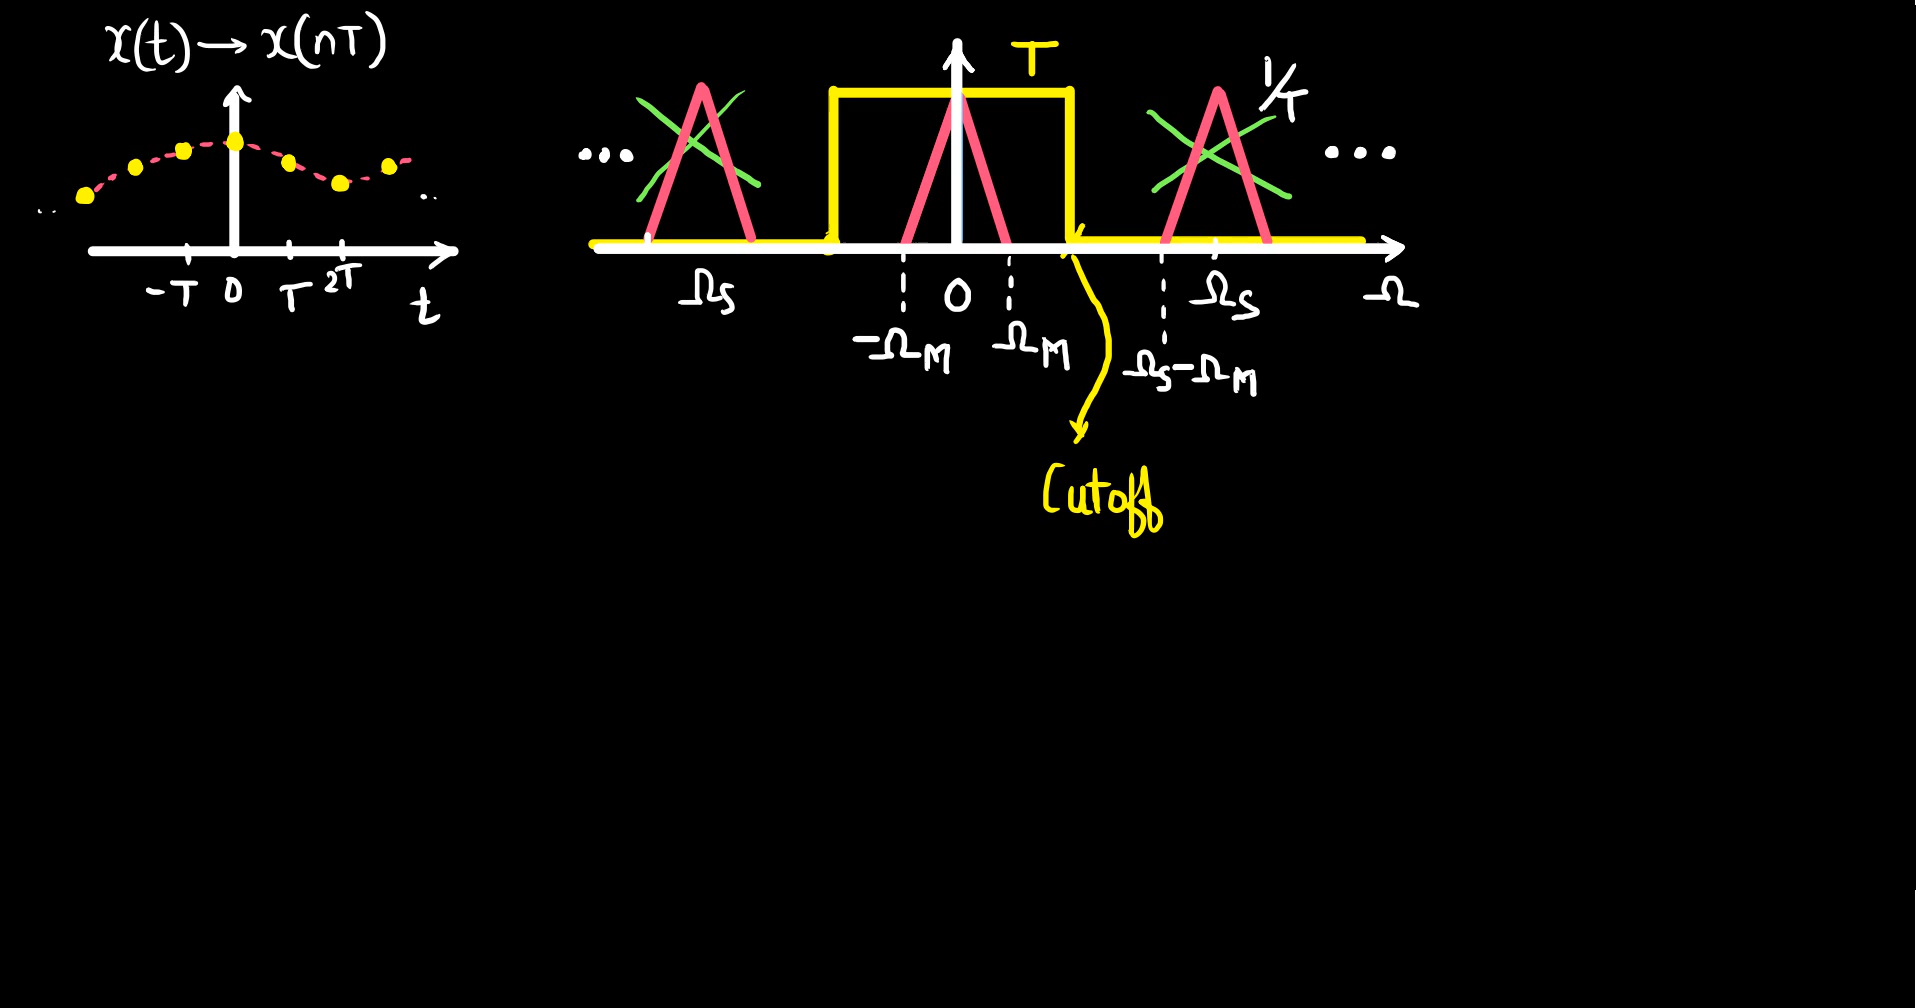 x(t) → x(nT)
-T 0 T 2T t
T
1/T
... ...
Ωs 0 Ωs Ω
-ΩM ΩM Ωs-ΩM
Cutoff